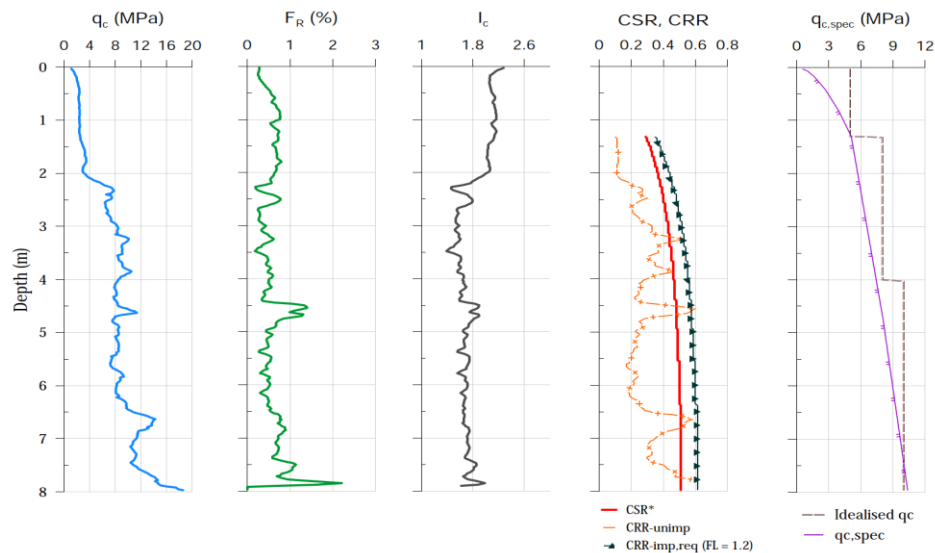 q_c (MPa)
F_R (%)
I_c
CSR, CRR
q_c,spec (MPa)
0 4 8 12 16 20
0 1 2 3
1 1.8 2.6
0 0.2 0.4 0.6 0.8
0 3 6 9 12
0
1
2
3
4
5
6
7
8
Depth (m)
CSR*
CRR-unimp
CRR-imp,req (FL = 1.2)
Idealised qc
qc,spec